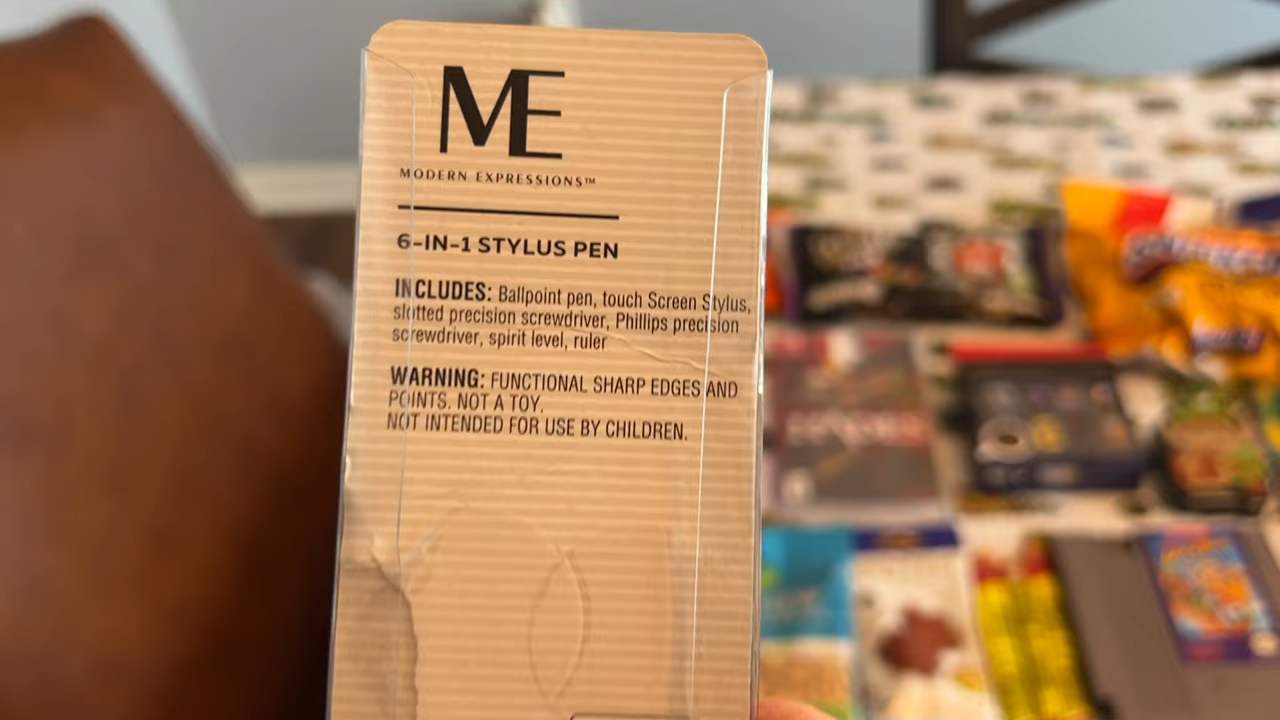 ME
MODERN EXPRESSIONS™
6-IN-1 STYLUS PEN
INCLUDES: Ballpoint pen, touch Screen Stylus,
slotted precision screwdriver, Phillips precision
screwdriver, spirit level, ruler
WARNING: FUNCTIONAL SHARP EDGES AND
POINTS. NOT A TOY.
NOT INTENDED FOR USE BY CHILDREN.